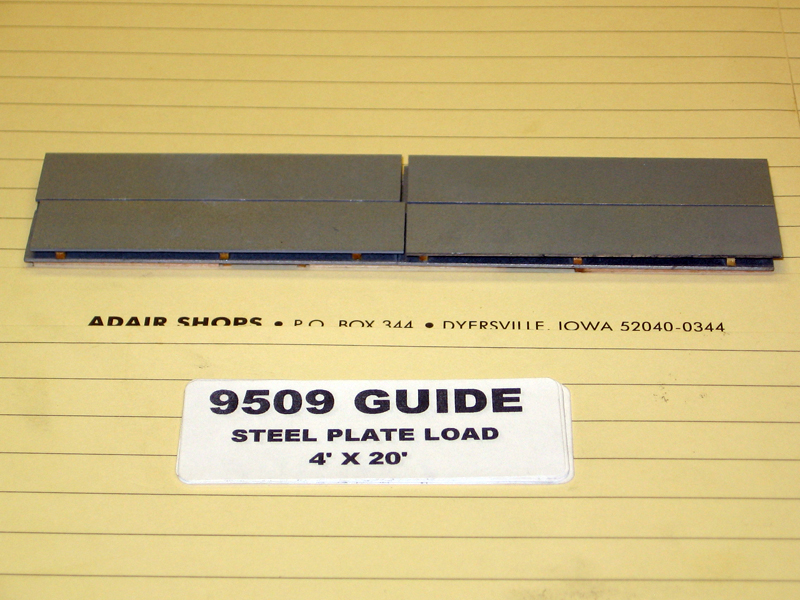 ADAIR SHOPS • P.O. BOX 344 • DYERSVILLE, IOWA 52040-0344
9509 GUIDE
STEEL PLATE LOAD
4' X 20'